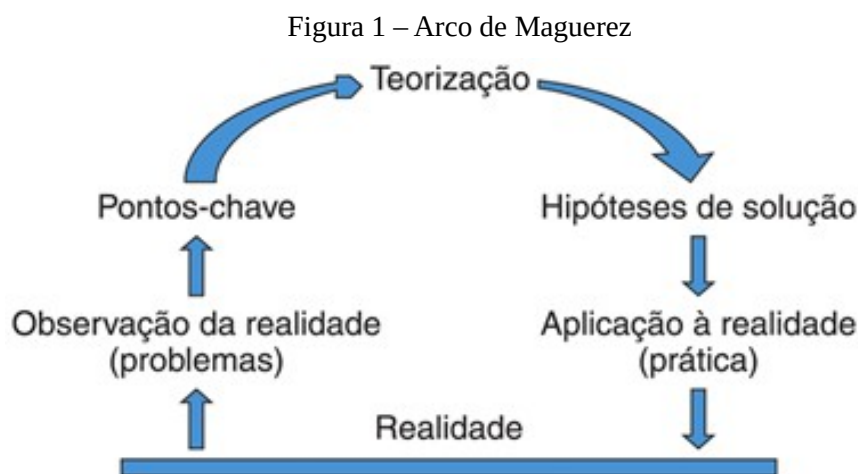 Figura 1 – Arco de Maguerez
Teorização
Pontos-chave
Hipóteses de solução
Observação da realidade
(problemas)
Aplicação à realidade
(prática)
Realidade